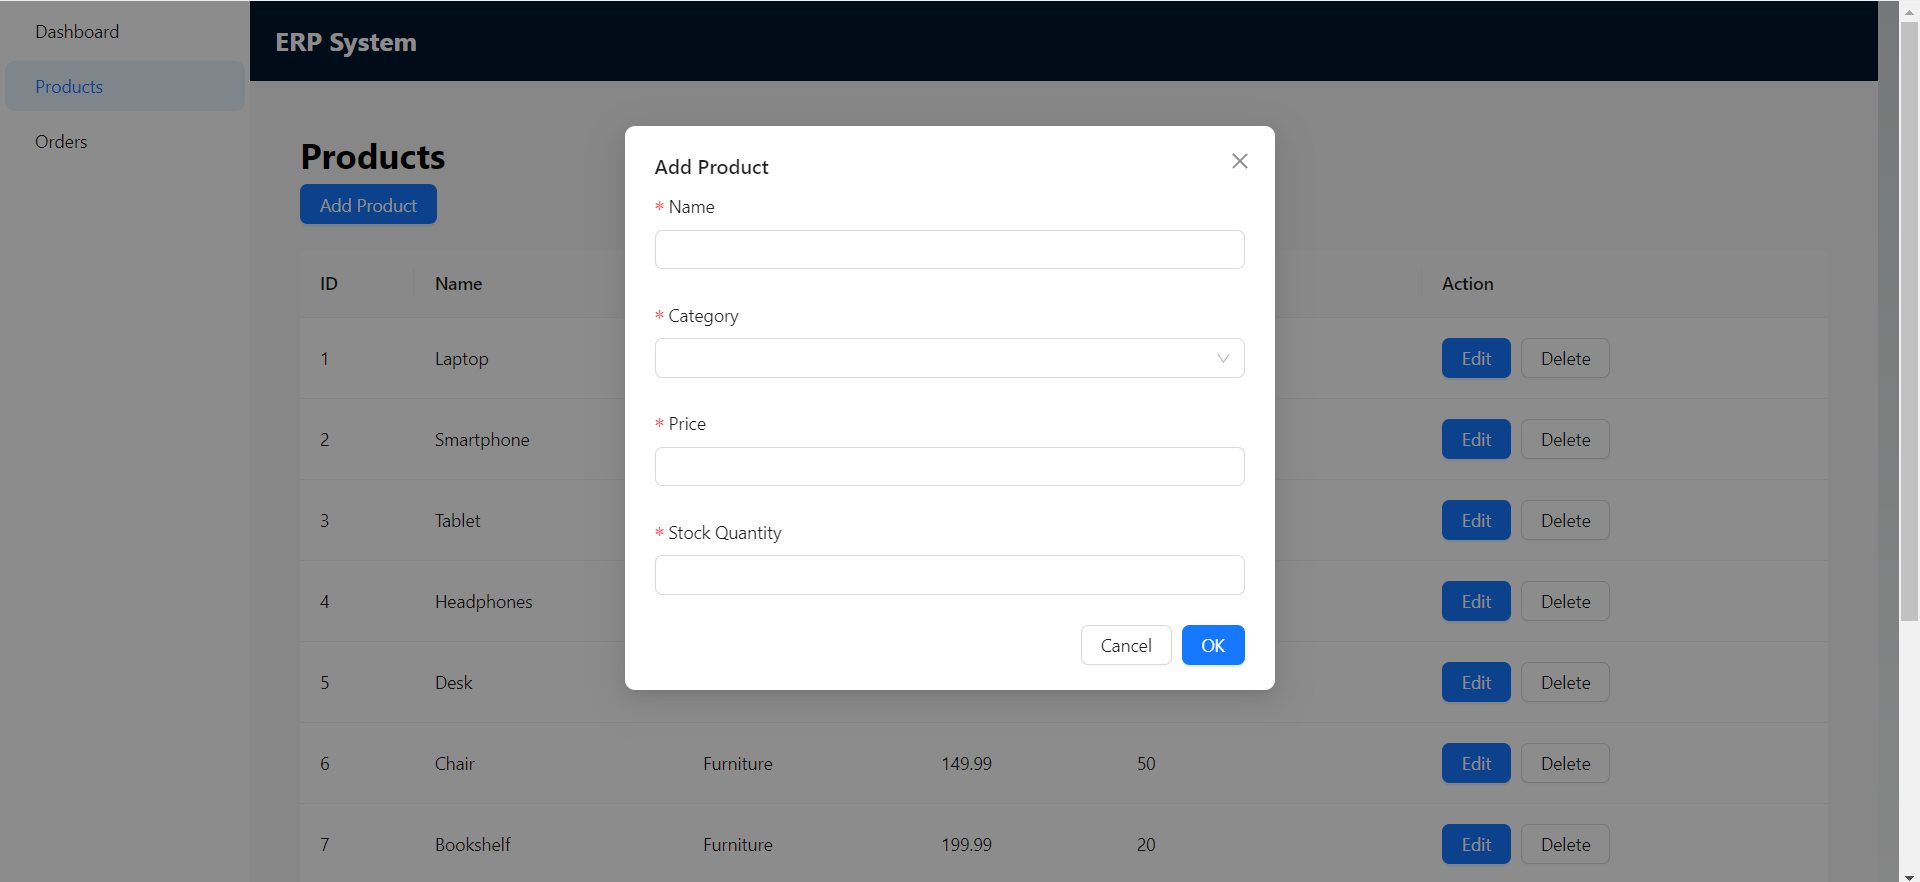 Dashboard
Products
Orders
ERP System
Products
Add Product
ID Name Action
1 Laptop Edit Delete
2 Smartphone Edit Delete
3 Tablet Edit Delete
4 Headphones Edit Delete
5 Desk Edit Delete
6 Chair Furniture 149.99 50 Edit Delete
7 Bookshelf Furniture 199.99 20 Edit Delete
Add Product
* Name
* Category
* Price
* Stock Quantity
Cancel OK